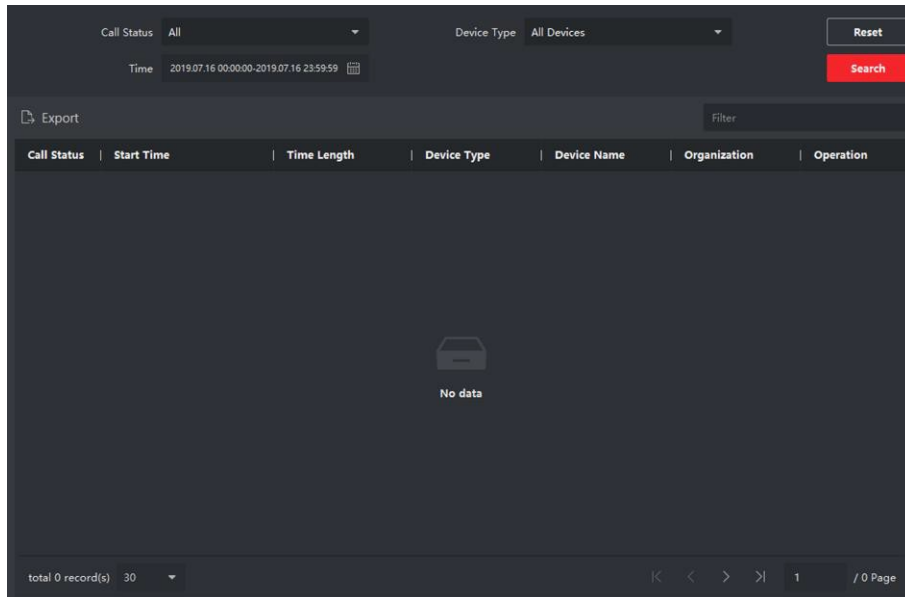 Call Status All Device Type All Devices Reset
Time 2019.07.16 00:00:00-2019.07.16 23:59:59 Search
Export Filter
Call Status | Start Time | Time Length | Device Type | Device Name | Organization | Operation
No data
total 0 record(s) 30 1 / 0 Page